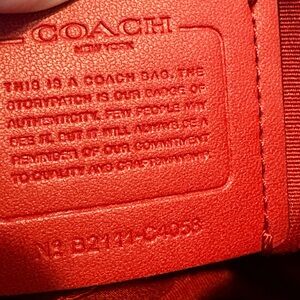 COACH
NEW YORK
THIS IS A COACH BAG. THE
STORYPATCH IS OUR BADGE OF
AUTHENTICITY. FEW PEOPLE MAY
SEE IT, BUT IT WILL ALWAYS BE A
REMINDER OF OUR COMMITMENT
TO QUALITY AND CRAFTSMANSHIP.
Nº B2111-C4058